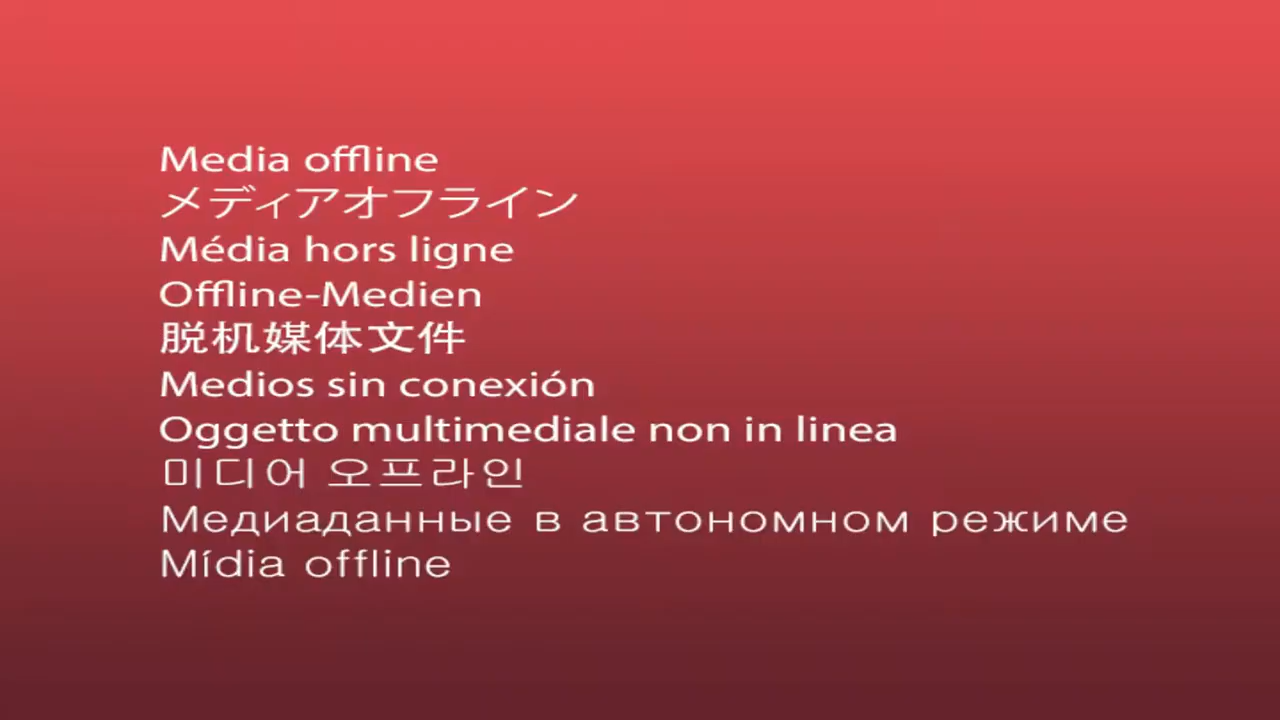 Media offline
メディアオフライン
Média hors ligne
Offline-Medien
脱机媒体文件
Medios sin conexión
Oggetto multimediale non in linea
미디어 오프라인
Медиаданные в автономном режиме
Mídia offline